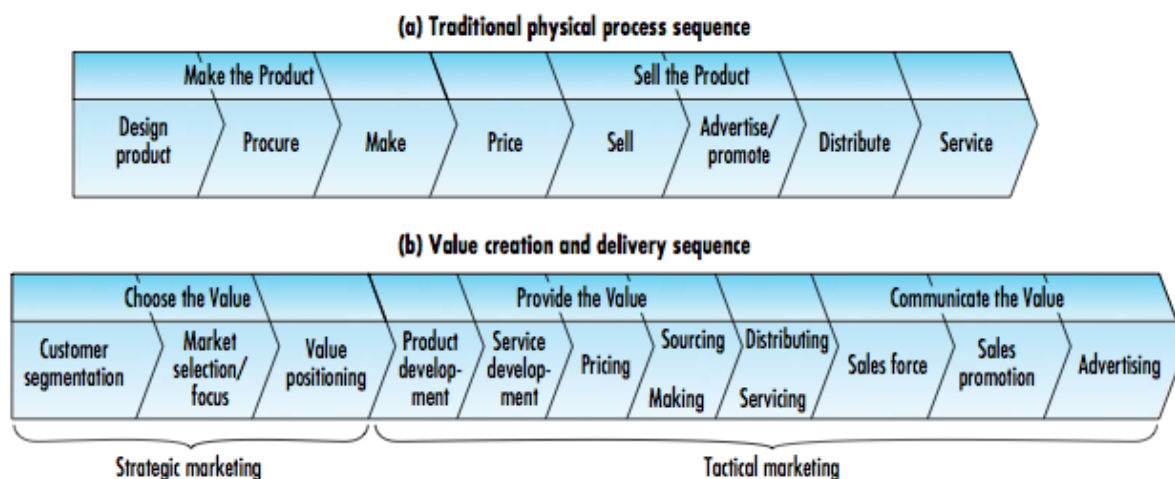 (a) Traditional physical process sequence
Make the Product
Sell the Product
Design
product
Procure
Make
Price
Sell
Advertise/
promote
Distribute
Service
(b) Value creation and delivery sequence
Choose the Value
Provide the Value
Communicate the Value
Customer
segmentation
Market
selection/
focus
Value
positioning
Product
develop-
ment
Service
develop-
ment
Pricing
Sourcing
Making
Distributing
Servicing
Sales force
Sales
promotion
Advertising
Strategic marketing
Tactical marketing